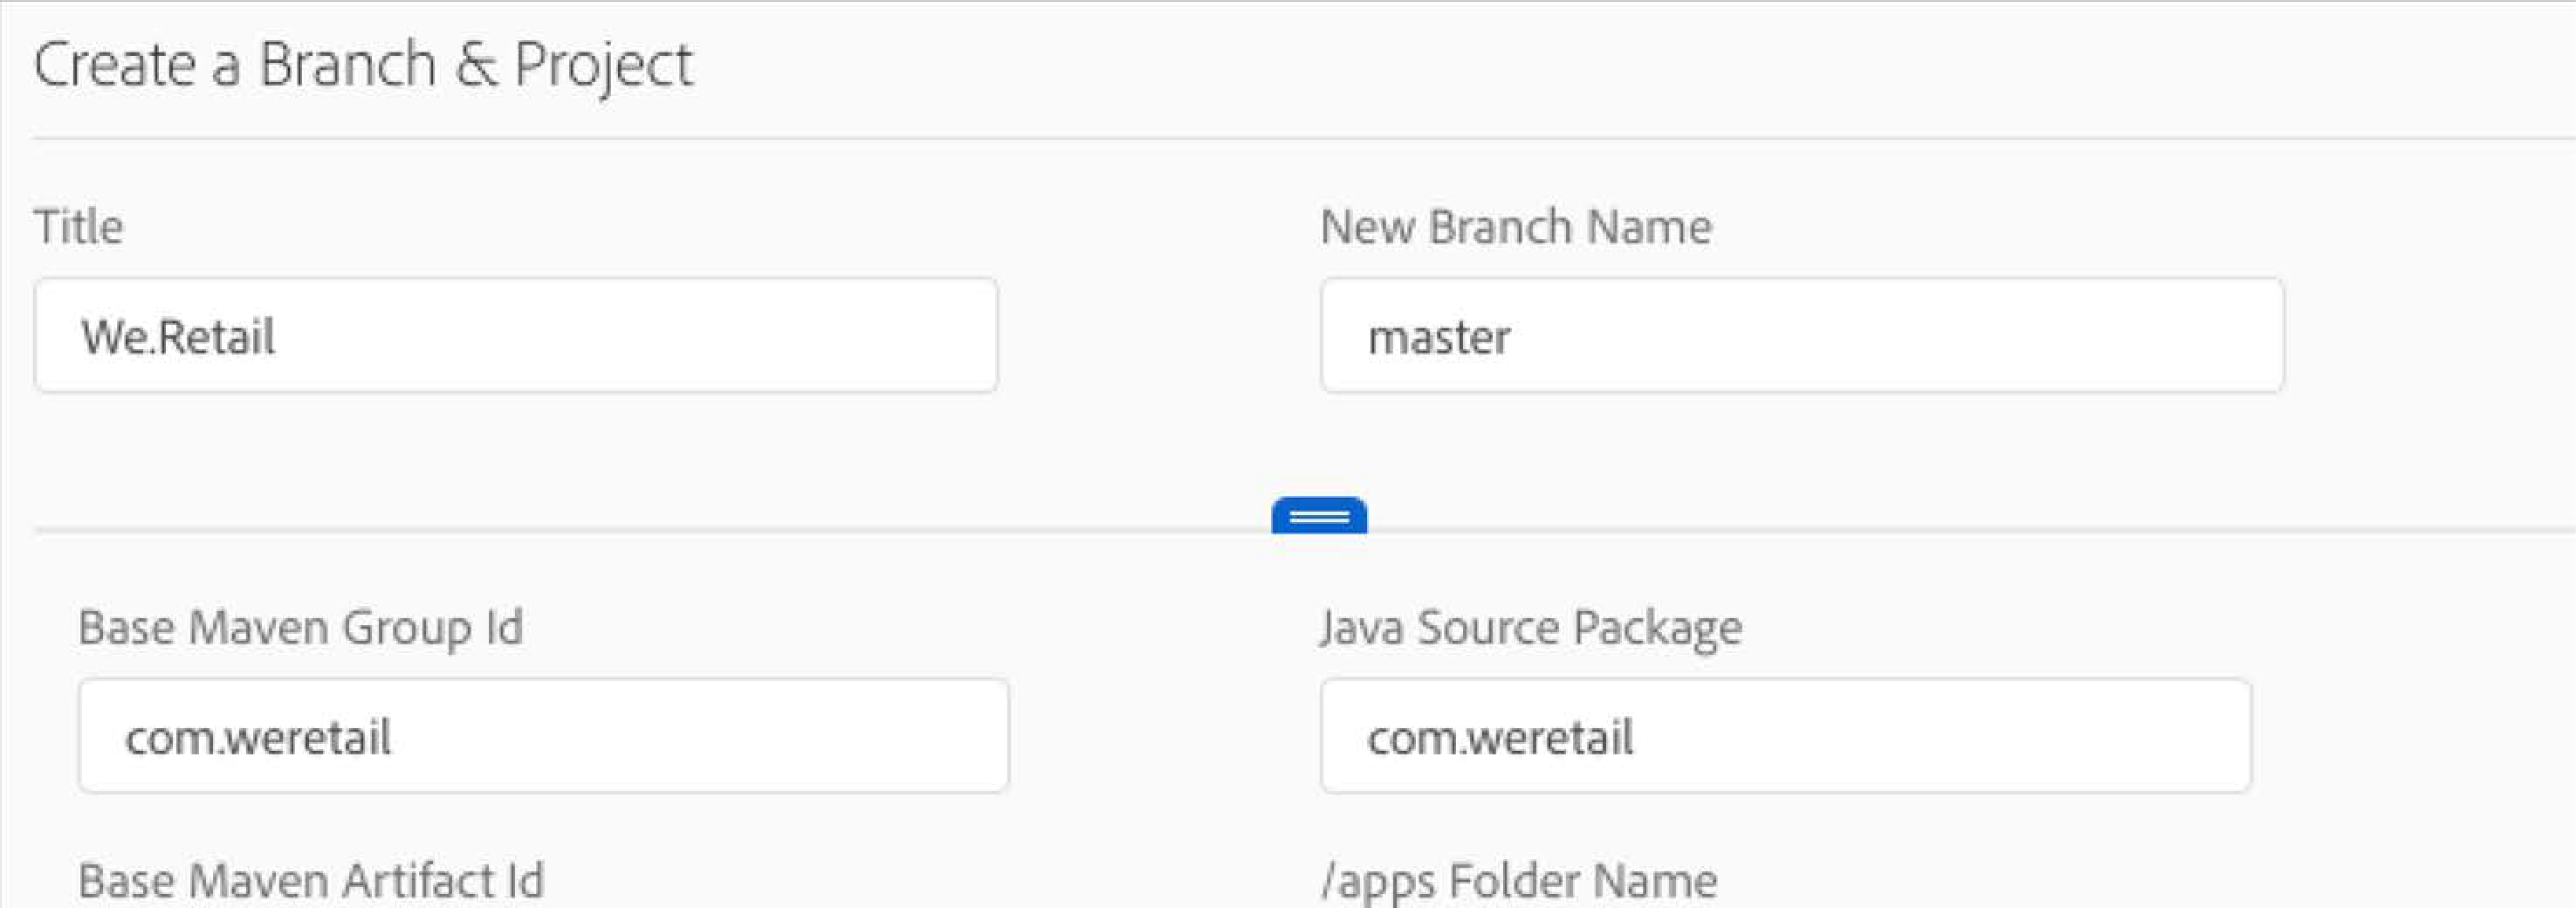 Create a Branch & Project
Title
New Branch Name
We.Retail
master
Base Maven Group Id
Java Source Package
com.weretail
com.weretail
Base Maven Artifact Id
/apps Folder Name